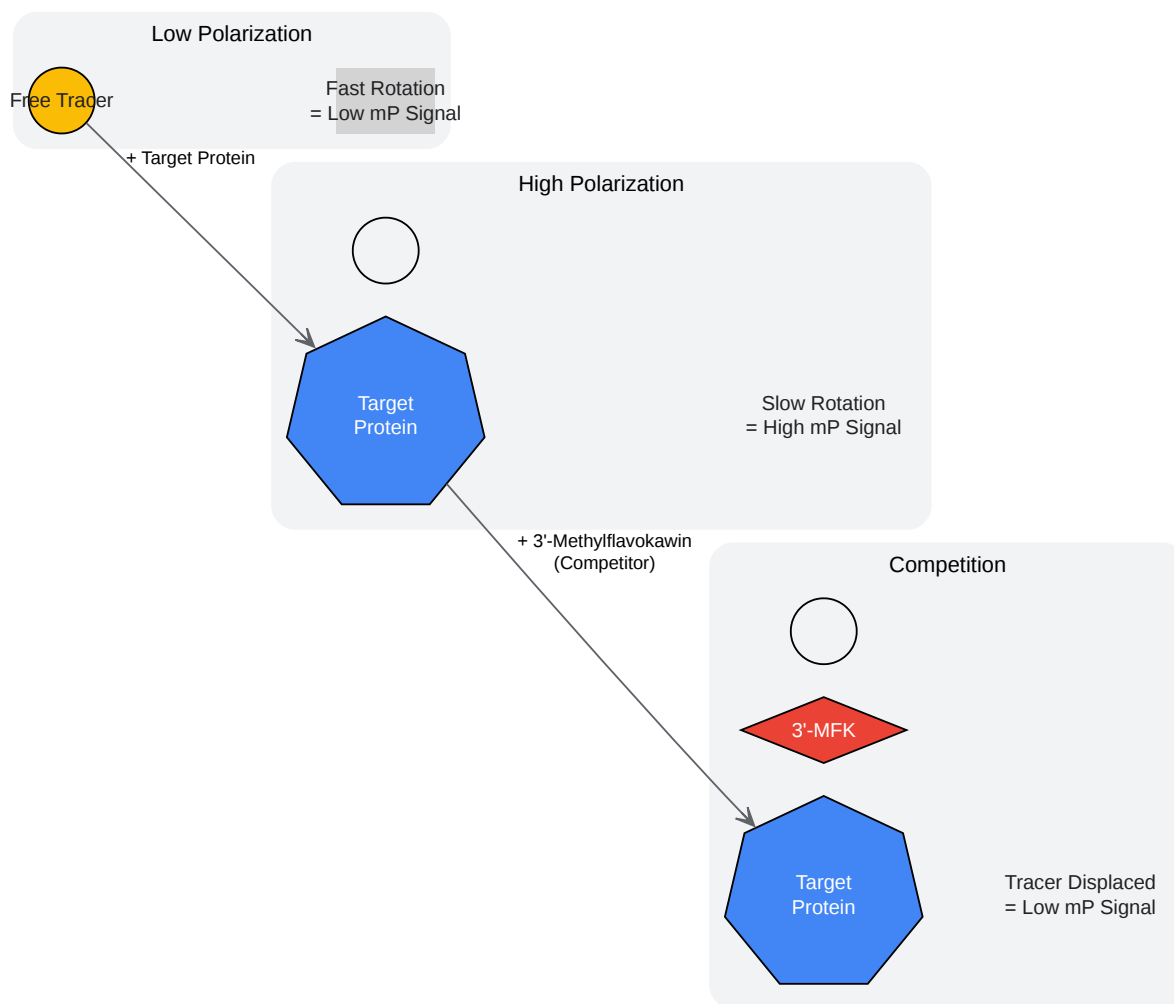 Low Polarization
Free Tracer
Fast Rotation
= Low mP Signal
+ Target Protein
High Polarization
Target
Protein
Slow Rotation
= High mP Signal
+ 3'-Methylflavokawin
(Competitor)
Competition
3'-MFK
Target
Protein
Tracer Displaced
= Low mP Signal